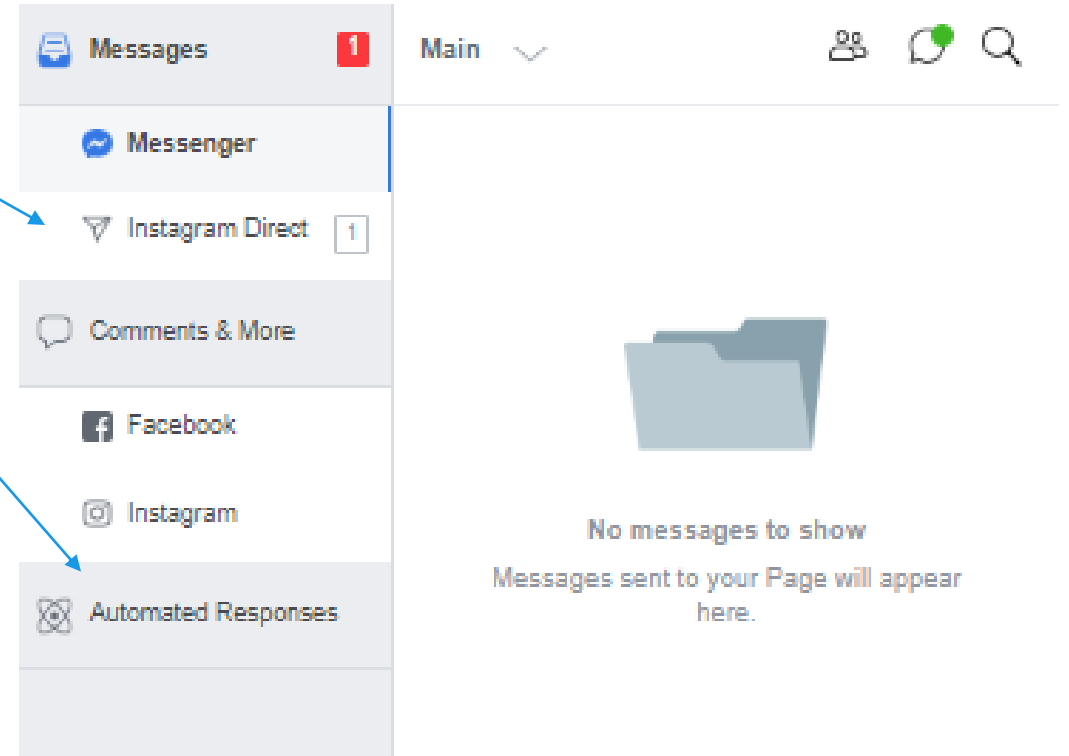 Messages 1
Main
Messenger
Instagram Direct 1
Comments & More
Facebook
Instagram
Automated Responses
No messages to show
Messages sent to your Page will appear
here.